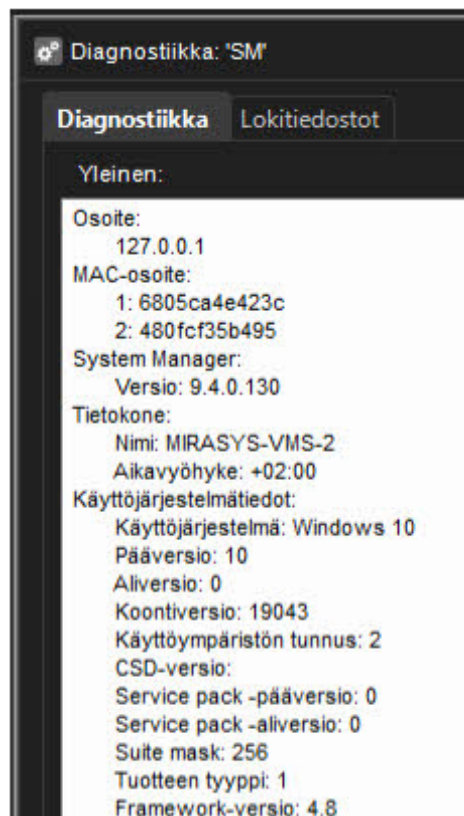 Diagnostiikka: 'SM'
Diagnostiikka Lokitiedostot
Yleinen:
Osoite:
127.0.0.1
MAC-osoite:
1: 6805ca4e423c
2: 480fcf35b495
System Manager:
Versio: 9.4.0.130
Tietokone:
Nimi: MIRASYS-VMS-2
Aikavyöhyke: +02:00
Käyttöjärjestelmätiedot:
Käyttöjärjestelmä: Windows 10
Pääversio: 10
Aliversio: 0
Koontiversio: 19043
Käyttöympäristön tunnus: 2
CSD-versio:
Service pack -pääversio: 0
Service pack -aliversio: 0
Suite mask: 256
Tuotteen tyyppi: 1
Framework-versio: 4.8